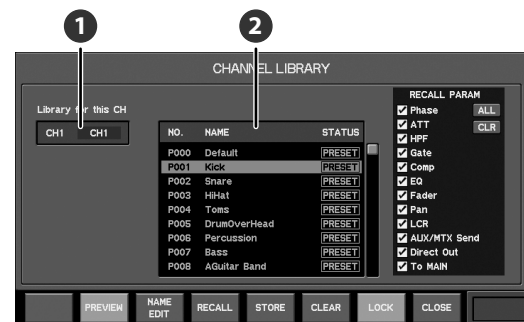 1 2
CHANNEL LIBRARY
Library for this CH
CH1 CH1
NO. NAME STATUS
P000 Default PRESET
P001 Kick PRESET
P002 Snare PRESET
P003 HiHat PRESET
P004 Toms PRESET
P005 DrumOverHead PRESET
P006 Percussion PRESET
P007 Bass PRESET
P008 AGuitar Band PRESET
RECALL PARAM
Phase ALL
ATT CLR
HPF
Gate
Comp
EQ
Fader
Pan
LCR
AUX/MTX Send
Direct Out
To MAIN
PREVIEW NAME EDIT RECALL STORE CLEAR LOCK CLOSE